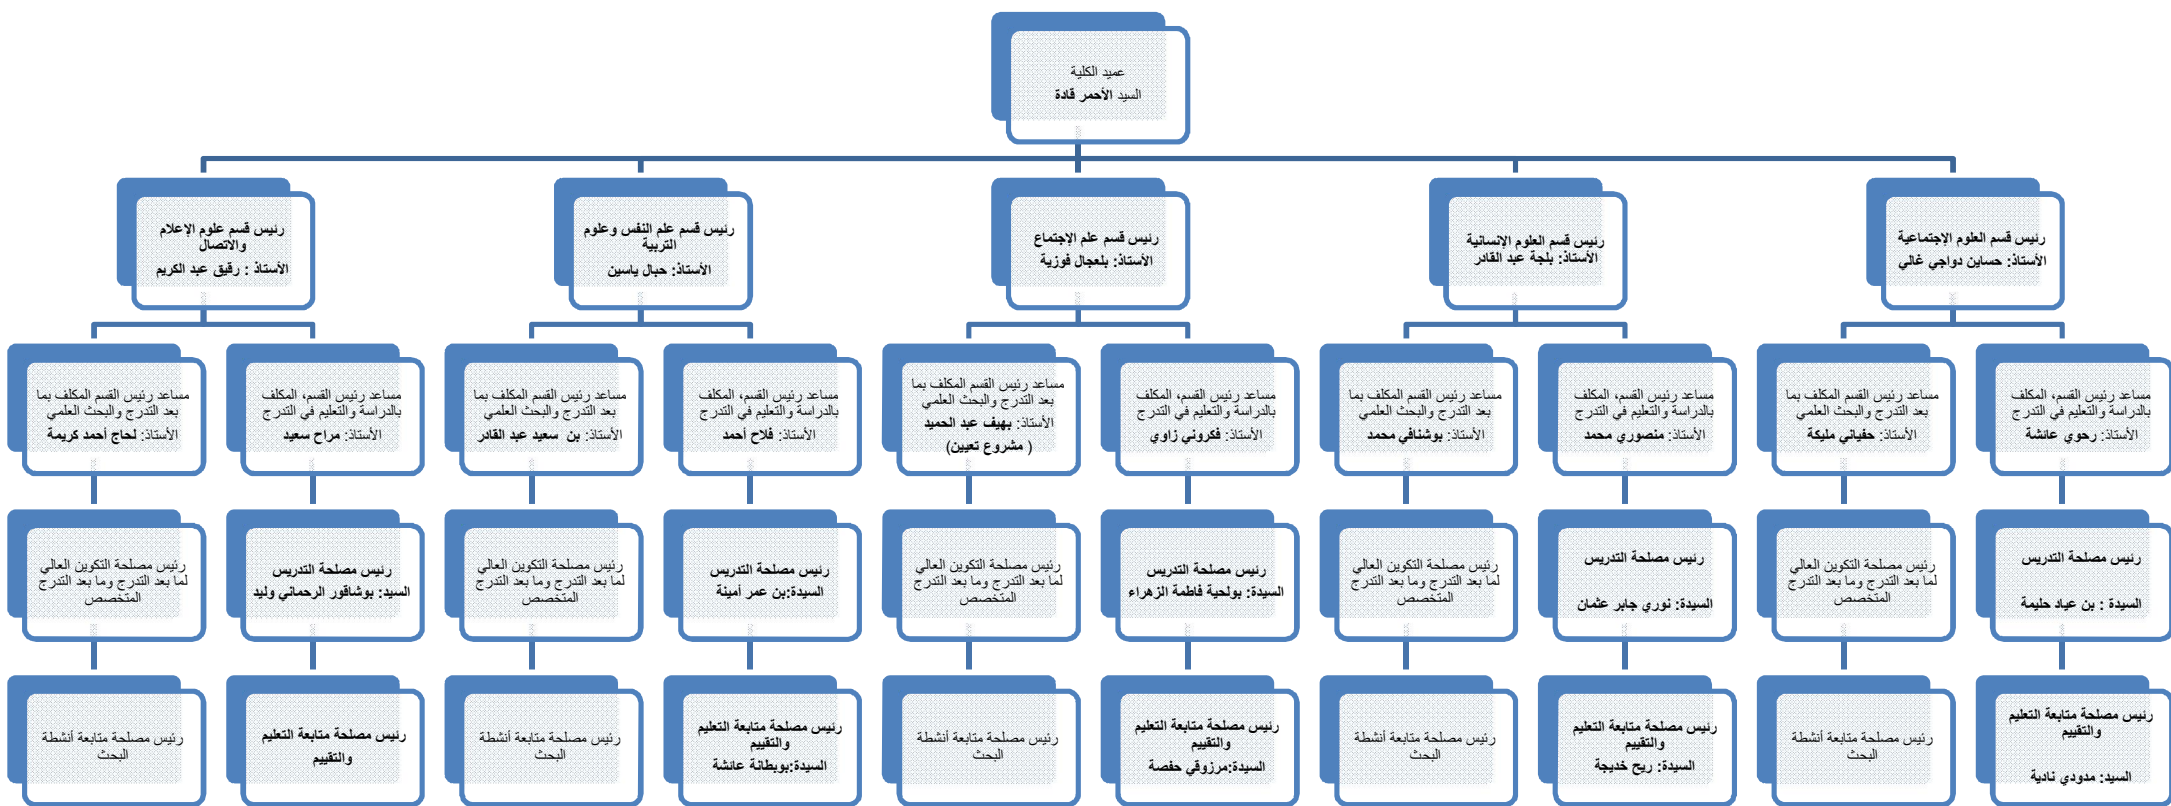 عميد الكلية
السيد الأحمر قادة
رئيس قسم العلوم الإجتماعية
الأستاذ: حساين دواجي غالي
رئيس قسم العلوم الإنسانية
الأستاذ: بلجة عبد القادر
رئيس قسم علم الإجتماع
الأستاذ: بلعجال فوزية
رئيس قسم علم النفس وعلوم
التربية
الأستاذ: حبال ياسين
رئيس قسم علوم الإعلام
والاتصال
الأستاذ : رقيق عبد الكريم
مساعد رئيس القسم، المكلف
بالدراسة والتعليم في التدرج
الأستاذ: رحوي عائشة
مساعد رئيس القسم المكلف بما
بعد التدرج والبحث العلمي
الأستاذ: حفياني مليكة
مساعد رئيس القسم، المكلف
بالدراسة والتعليم في التدرج
الأستاذ: منصوري محمد
مساعد رئيس القسم المكلف بما
بعد التدرج والبحث العلمي
الأستاذ: بوشنافي محمد
مساعد رئيس القسم، المكلف
بالدراسة والتعليم في التدرج
الأستاذ: فكروني زاوي
مساعد رئيس القسم المكلف بما
بعد التدرج والبحث العلمي
الأستاذ: بهيف عبد الحميد
( مشروع تعيين)
مساعد رئيس القسم، المكلف
بالدراسة والتعليم في التدرج
الأستاذ: فلاح أحمد
مساعد رئيس القسم المكلف بما
بعد التدرج والبحث العلمي
الأستاذ: بن سعيد عبد القادر
مساعد رئيس القسم، المكلف
بالدراسة والتعليم في التدرج
الأستاذ: مراح سعيد
مساعد رئيس القسم المكلف بما
بعد التدرج والبحث العلمي
الأستاذ: لحاج أحمد كريمة
رئيس مصلحة التدريس
السيدة : بن عياد حليمة
رئيس مصلحة التكوين العالي
لما بعد التدرج وما بعد التدرج
المتخصص
رئيس مصلحة التدريس
السيدة: نوري جابر عثمان
رئيس مصلحة التكوين العالي
لما بعد التدرج وما بعد التدرج
المتخصص
رئيس مصلحة التدريس
السيدة: بولحية فاطمة الزهراء
رئيس مصلحة التكوين العالي
لما بعد التدرج وما بعد التدرج
المتخصص
رئيس مصلحة التدريس
السيدة:بن عمر أمينة
رئيس مصلحة التكوين العالي
لما بعد التدرج وما بعد التدرج
المتخصص
رئيس مصلحة التدريس
السيد: بوشاقور الرحماني وليد
رئيس مصلحة التكوين العالي
لما بعد التدرج وما بعد التدرج
المتخصص
رئيس مصلحة متابعة التعليم
والتقييم
السيد: مدودي نادية
رئيس مصلحة متابعة أنشطة
البحث
رئيس مصلحة متابعة التعليم
والتقييم
السيدة: ريح خديجة
رئيس مصلحة متابعة أنشطة
البحث
رئيس مصلحة متابعة التعليم
والتقييم
السيدة:مرزوقي حفصة
رئيس مصلحة متابعة أنشطة
البحث
رئيس مصلحة متابعة التعليم
والتقييم
السيدة:بوبطانة عائشة
رئيس مصلحة متابعة أنشطة
البحث
رئيس مصلحة متابعة التعليم
والتقييم
رئيس مصلحة متابعة أنشطة
البحث